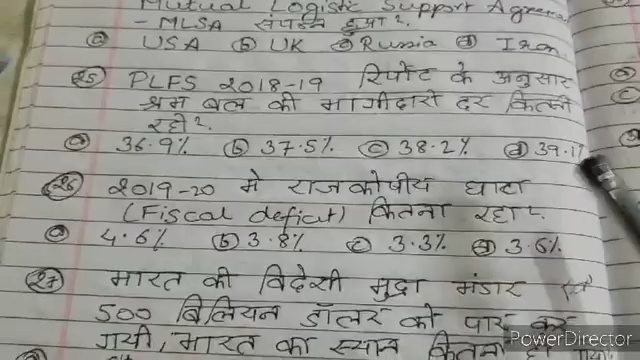 Mutual Logistic Support Agreemen
- MLSA संपन्न हुआ ?
ⓐ USA ⓑ UK ⓒ Russia ⓓ Iran
25 PLFS 2018-19 रिपोर्ट के अनुसार
श्रम बल की भागीदारी दर कितनी
रही ?
ⓐ 36.9% ⓑ 37.5% ⓒ 38.2% ⓓ 39.1%
26 2019-20 मे राजकोषीय घाटा
(Fiscal deficit) कितना रहा ?
ⓐ 4.6% ⓑ 3.8% ⓒ 3.3% ⓓ 3.6%
27 भारत की विदेशी मुद्रा भंडार
500 बिलियन डॉलर को पार कर
गयी, भारत का स्थान कितना
PowerDirector